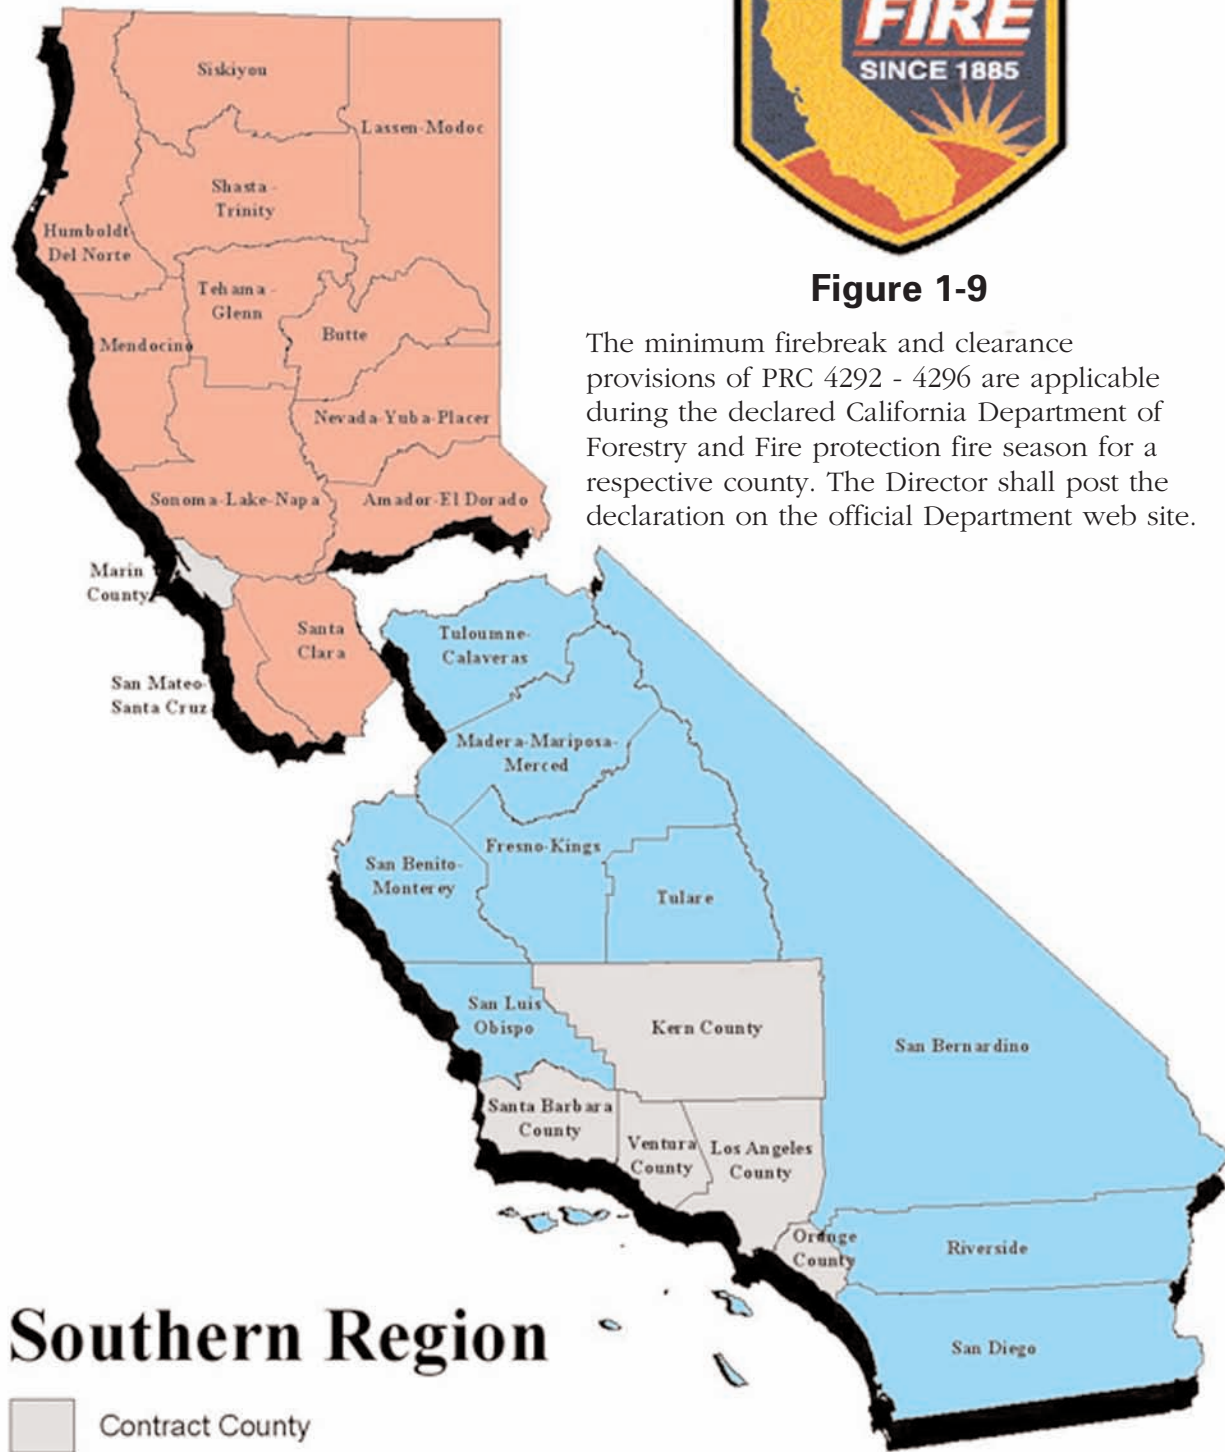 FIRE
SINCE 1885
Figure 1-9
The minimum firebreak and clearance
provisions of PRC 4292 - 4296 are applicable
during the declared California Department of
Forestry and Fire protection fire season for a
respective county. The Director shall post the
declaration on the official Department web site.
Siskiyou
Lassen-Modoc
Shasta -
Trinity
Humboldt
Del Norte
Tehama -
Glenn
Butte
Mendocino
Nevada-Yuba-Placer
Sonoma-Lake-Napa
Amador-El Dorado
Marin
County
Santa
Clara
San Mateo-
Santa Cruz
Tuloumne-
Calaveras
Madera-Mariposa-
Merced
Fresno-Kings
San Benito-
Monterey
Tulare
San Luis
Obispo
Kern County
San Bernardino
Santa Barbara
County
Ventura
County
Los Angeles
County
Orange
County
Riverside
San Diego
Southern Region
Contract County